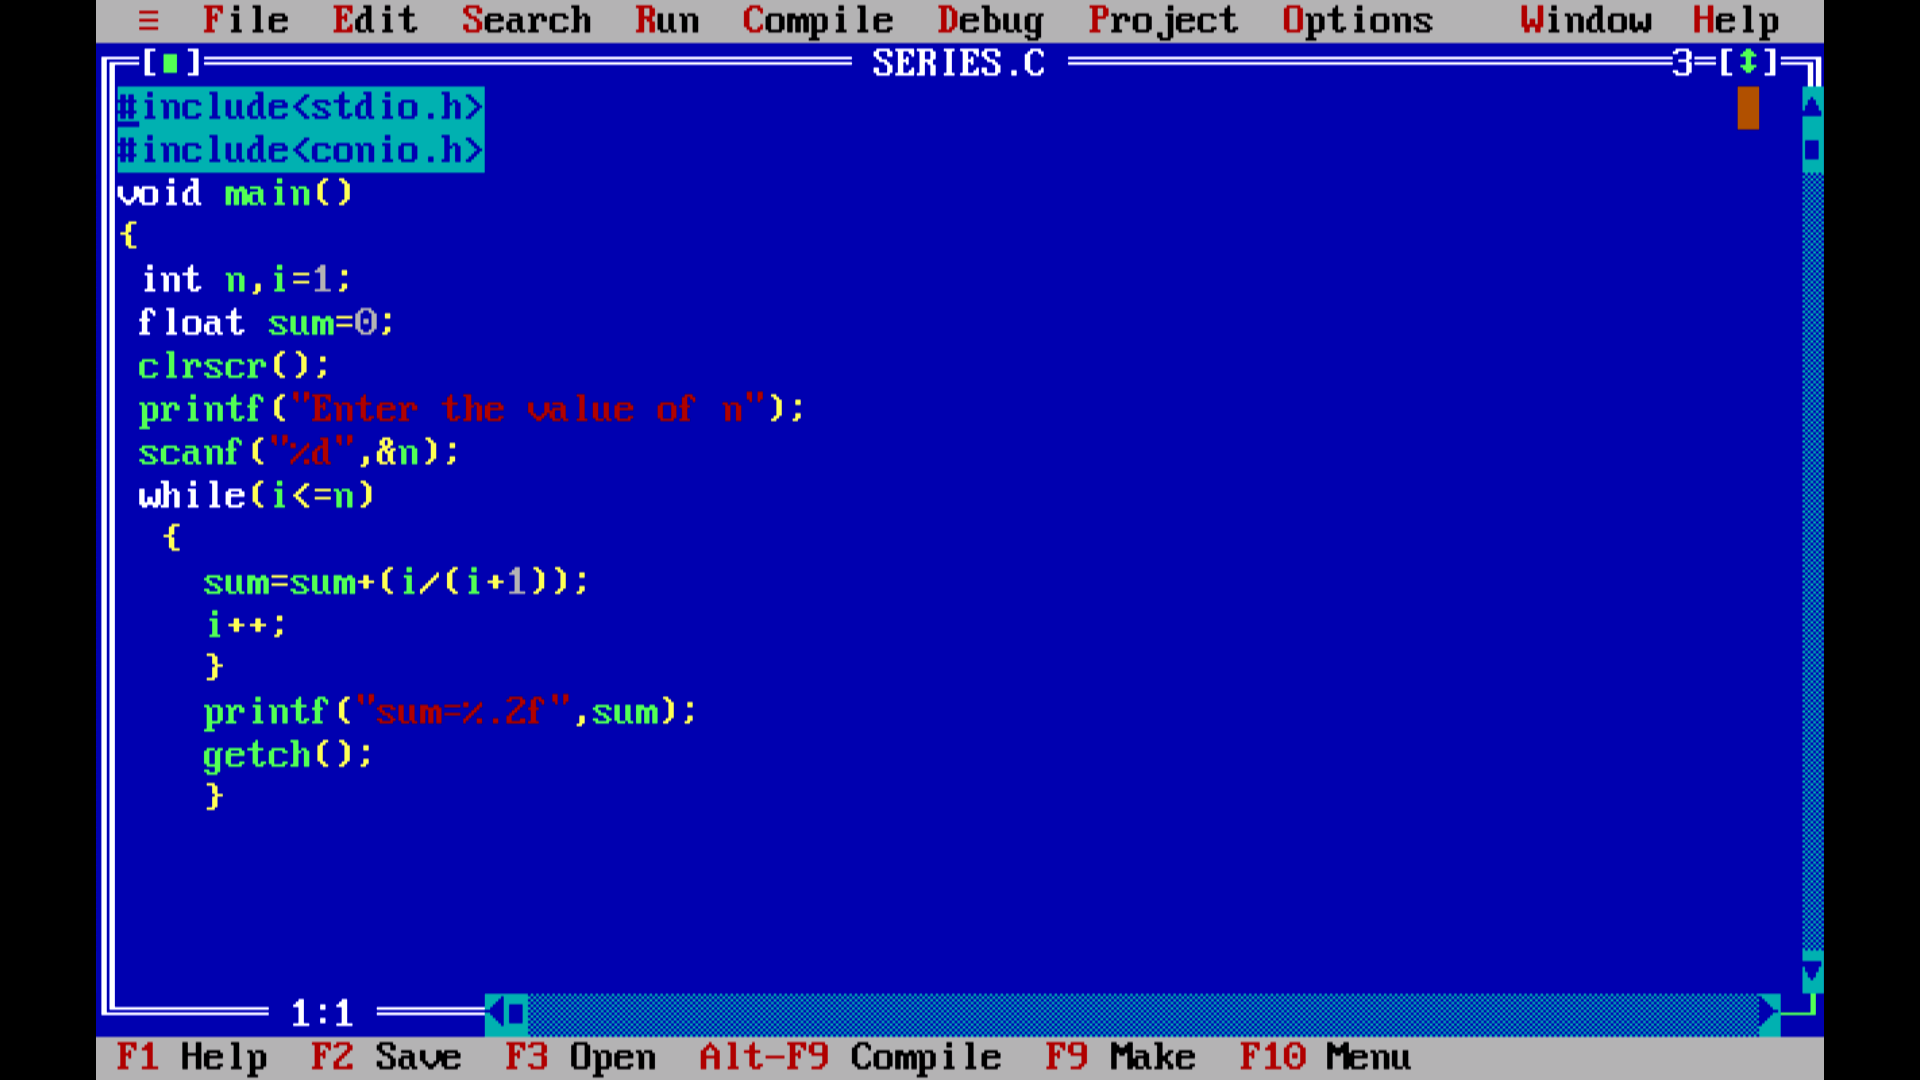 ≡ File Edit Search Run Compile Debug Project Options Window Help
[■] SERIES.C 3=[↕]
#include<stdio.h>
#include<conio.h>
void main()
{
int n,i=1;
float sum=0;
clrscr();
printf("Enter the value of n");
scanf("%d",&n);
while(i<=n)
{
sum=sum+(i/(i+1));
i++;
}
printf("sum=%.2f",sum);
getch();
}
1:1
F1 Help F2 Save F3 Open Alt-F9 Compile F9 Make F10 Menu